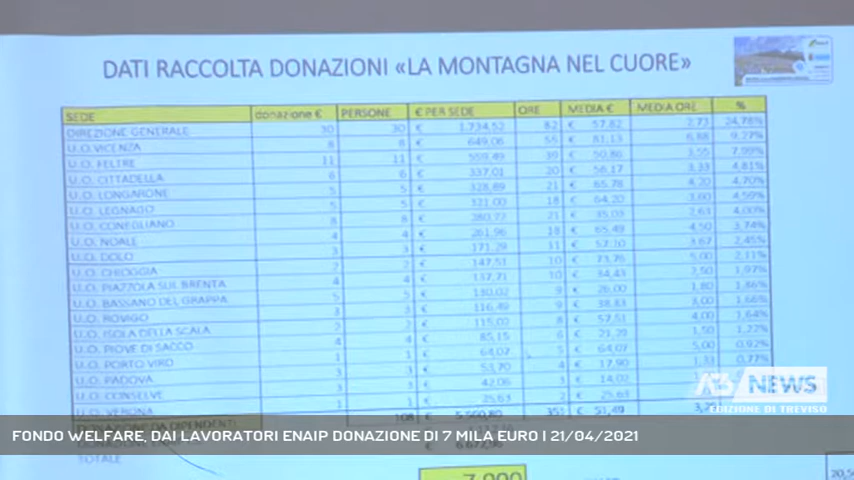 DATI RACCOLTA DONAZIONI «LA MONTAGNA NEL CUORE»
SEDE donazione € PERSONE € PER SEDE ORE MEDIA € MEDIA ORE %
DIREZIONE GENERALE 30 30 € 1.734,52 82 € 57,82 2,73 24,76%
U.O. VICENZA 8 8 € 649,06 55 € 81,13 6,88 9,27%
U.O. FELTRE 11 11 € 559,49 39 € 50,86 3,55 7,99%
U.O. CITTADELLA 6 6 € 337,01 20 € 56,17 3,33 4,81%
U.O. LONGARONE 5 5 € 328,89 21 € 65,78 4,20 4,70%
U.O. LEGNAGO 5 5 € 321,00 18 € 64,20 3,60 4,59%
U.O. CONEGLIANO 8 8 € 21 € 35,03 2,63 4,00%
U.O. NOALE 4 4 € 261,96 18 € 65,49 4,50 3,74%
U.O. DOLO 3 3 € 171,29 11 € 57,10 3,67 2,45%
U.O. CHIOGGIA 2 2 € 147,51 10 € 73,76 5,00 2,11%
U.O. PIAZZOLA SUL BRENTA 4 4 € 137,71 10 € 34,43 2,50 1,97%
U.O. BASSANO DEL GRAPPA 5 5 € 130,02 9 € 26,00 1,80 1,86%
U.O. ROVIGO 3 3 € 116,49 9 € 38,83 3,00 1,66%
U.O. ISOLA DELLA SCALA 2 2 € 115,02 8 € 57,51 4,00 1,64%
U.O. PIOVE DI SACCO 4 4 € 85,15 6 € 21,29 1,50 1,22%
U.O. PORTO VIRO 1 1 € 64,07 5 € 64,07 5,00 0,92%
U.O. PADOVA 3 3 € 53,70 4 € 17,90 1,33 0,77%
U.O. CONSELVE 3 3 € 42,06 3 € 14,02
U.O. VERONA 1 1 € 25,63 2 € 25,63
DONAZIONE DA DIPENDENTI 108 € 5.560,80 351 € 51,49
TOTALE
7.000
A3 NEWS
EDIZIONE DI TREVISO
FONDO WELFARE, DAI LAVORATORI ENAIP DONAZIONE DI 7 MILA EURO | 21/04/2021